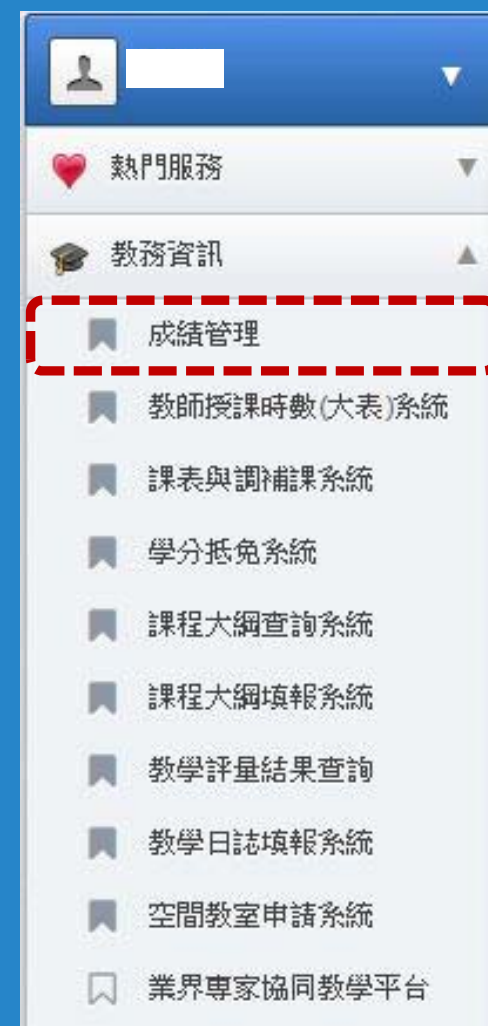 熱門服務
教務資訊
成績管理
教師授課時數(大表)系統
課表與調補課系統
學分抵免系統
課程大綱查詢系統
課程大綱填報系統
教學評量結果查詢
教學日誌填報系統
空間教室申請系統
業界專家協同教學平台